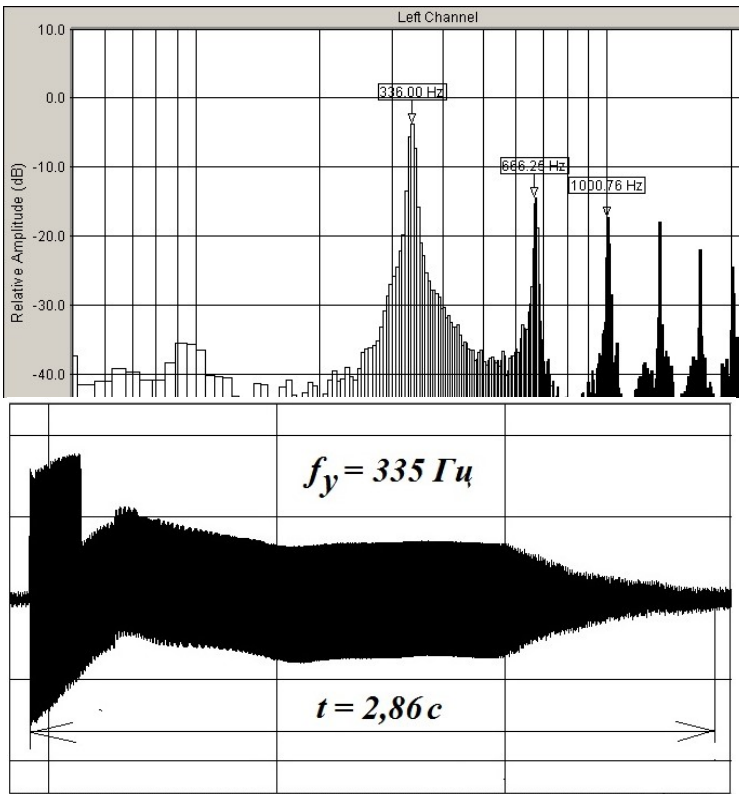 Left Channel
10.0
336.00 Hz
0.0
666.25 Hz
-10.0
1000.76 Hz
-20.0
-30.0
-40.0
Relative Amplitude (dB)
fy = 335 Гц
t = 2,86 с